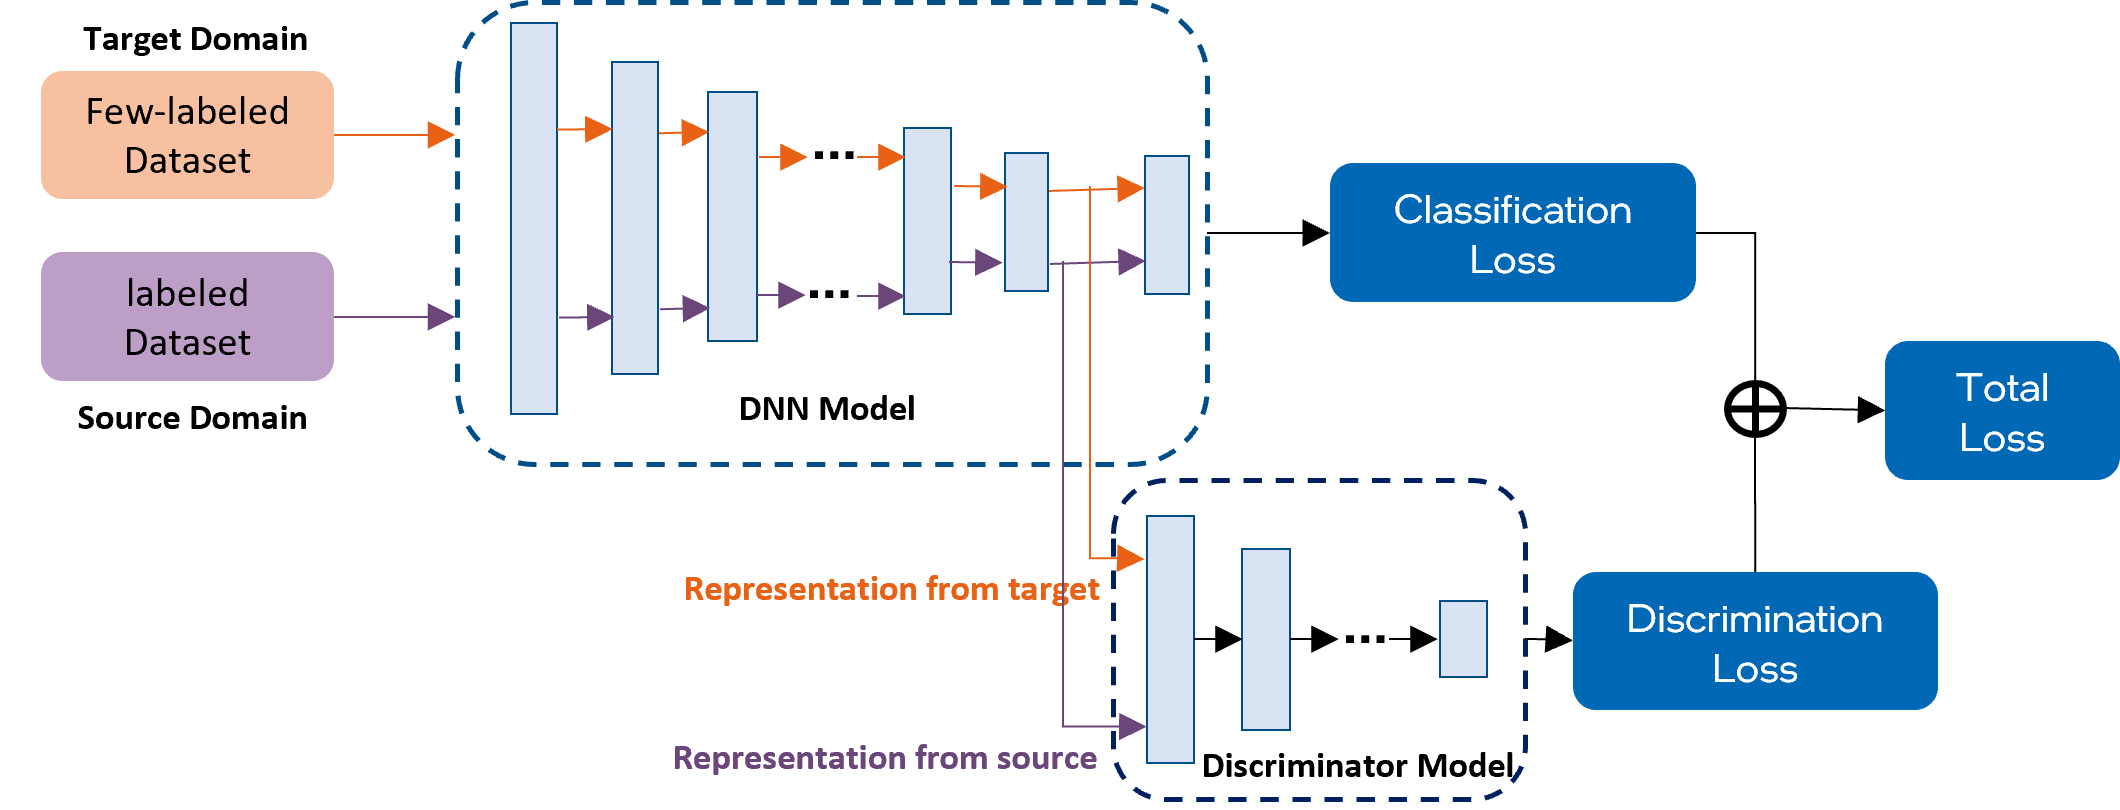 Target Domain
Few-labeled
Dataset
labeled
Dataset
Source Domain
...
...
DNN Model
Classification
Loss
Total
Loss
Representation from target
Representation from source
...
Discriminator Model
Discrimination
Loss